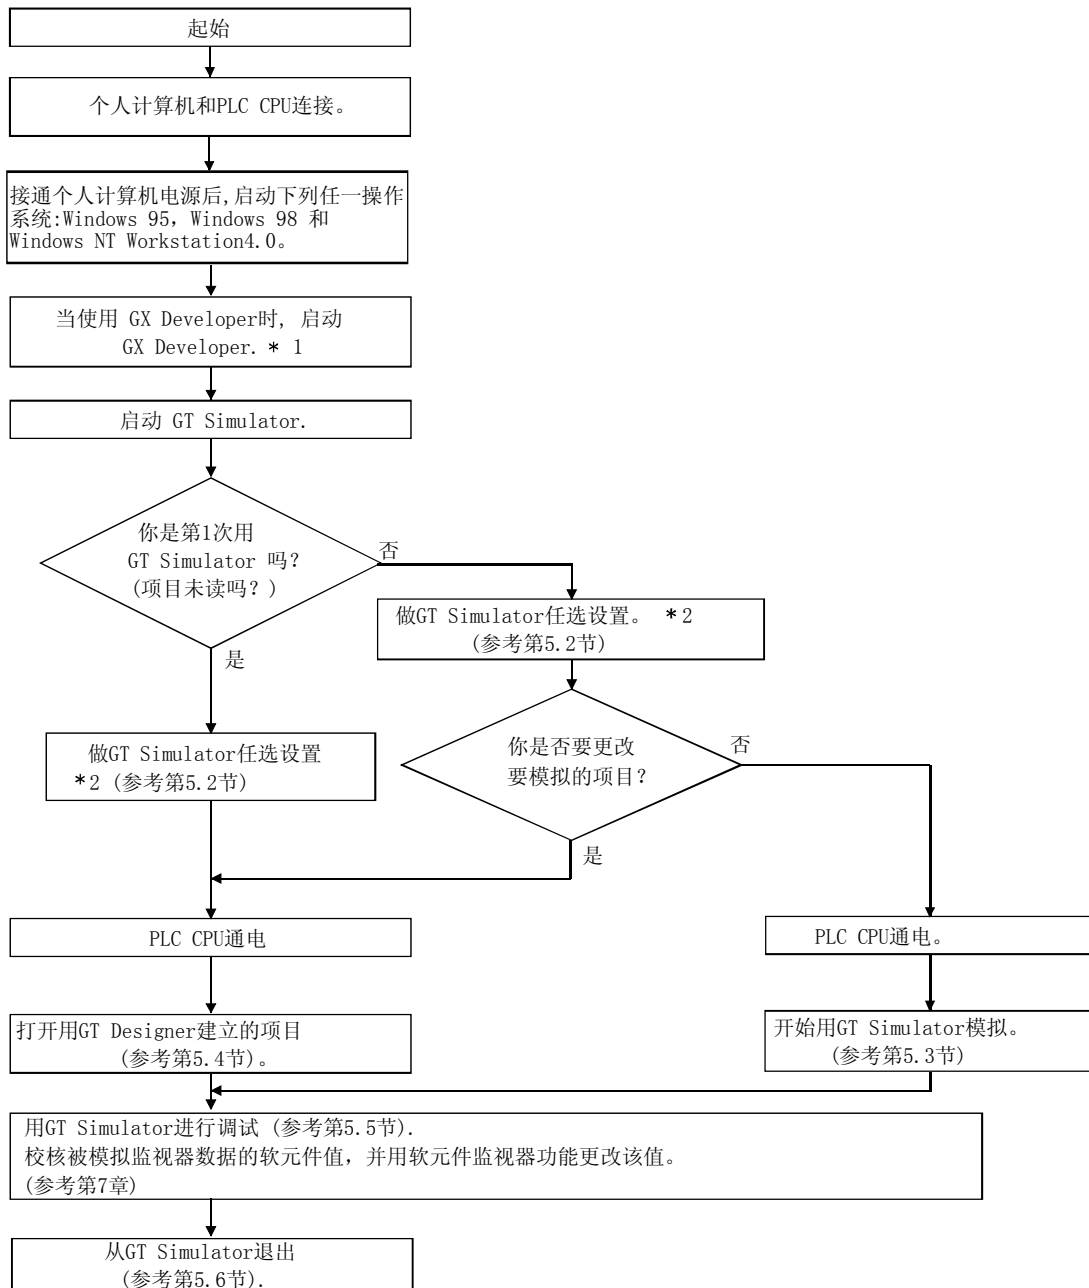 起始
个人计算机和PLC CPU连接。
接通个人计算机电源后,启动下列任一操作
系统:Windows 95，Windows 98 和
Windows NT Workstation4.0。
当使用 GX Developer时, 启动
GX Developer. * 1
启动 GT Simulator.
你是第1次用
GT Simulator 吗?
(项目未读吗? )
否
是
做GT Simulator任选设置。 *2
(参考第5.2节)
做GT Simulator任选设置
*2 (参考第5.2节)
你是否要更改
要模拟的项目?
否
是
PLC CPU通电
PLC CPU通电。
打开用GT Designer建立的项目
(参考第5.4节)。
开始用GT Simulator模拟。
(参考第5.3节)
用GT Simulator进行调试 (参考第5.5节).
校核被模拟监视器数据的软元件值，并用软元件监视器功能更改该值。
(参考第7章)
从GT Simulator退出
(参考第5.6节).